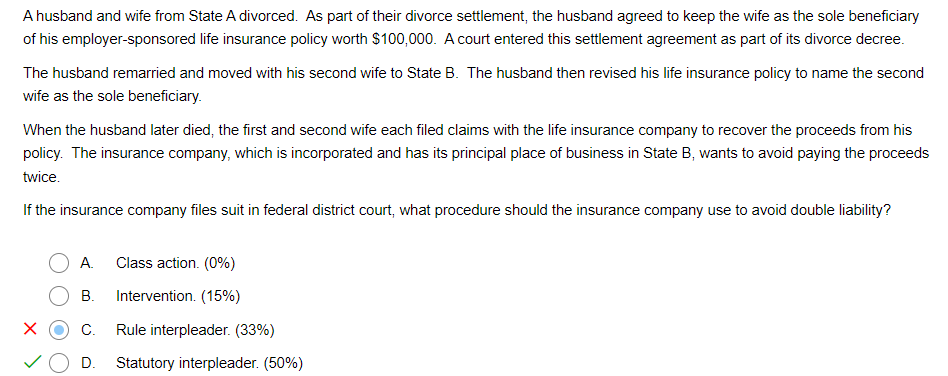 A husband and wife from State A divorced.  As part of their divorce settlement, the husband agreed to keep the wife as the sole beneficiary
of his employer-sponsored life insurance policy worth $100,000.  A court entered this settlement agreement as part of its divorce decree.
The husband remarried and moved with his second wife to State B.  The husband then revised his life insurance policy to name the second
wife as the sole beneficiary.
When the husband later died, the first and second wife each filed claims with the life insurance company to recover the proceeds from his
policy.  The insurance company, which is incorporated and has its principal place of business in State B, wants to avoid paying the proceeds
twice.
If the insurance company files suit in federal district court, what procedure should the insurance company use to avoid double liability?
A. Class action. (0%)
B. Intervention. (15%)
C. Rule interpleader. (33%)
D. Statutory interpleader. (50%)